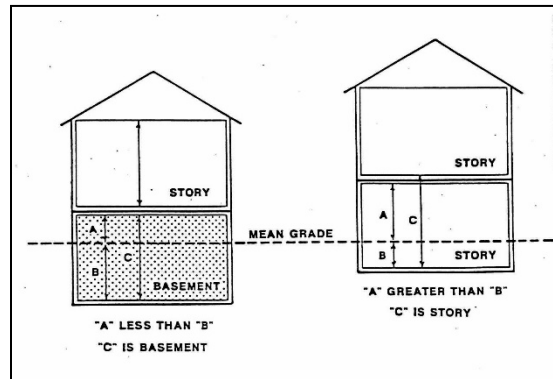 STORY
A
C
B
BASEMENT
"A" LESS THAN "B"
"C" IS BASEMENT
MEAN GRADE
STORY
A
C
B
STORY
"A" GREATER THAN "B"
"C" IS STORY